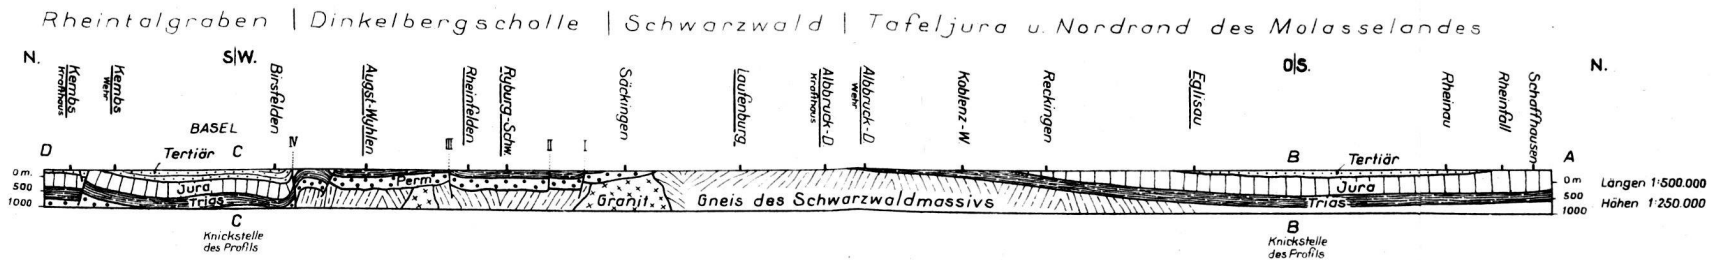 Rheintalgraben | Dinkelbergscholle | Schwarzwald | Tafeljura u. Nordrand des Molasselandes
N. S|W. O|S. N.
Kembs Krafthaus
Kembs Wehr
Birsfelden
Augst-Wyhlen
Rheinfelden
Ryburg-Schw.
Säckingen
Laufenburg
Albbruck-D Krafthaus
Albbruck-D Wehr
Koblenz-W
Reckingen
Eglisau
Rheinau
Rheinfall
Schaffhausen
BASEL
IV III II I
D Tertiär C B Tertiär A
0 m. 0 m
500 Jura Perm Jura 500
1000 Trias Granit Gneis des Schwarzwaldmassivs Trias 1000
Längen 1:500.000
Höhen 1:250.000
C B
Knickstelle des Profils
Knickstelle des Profils